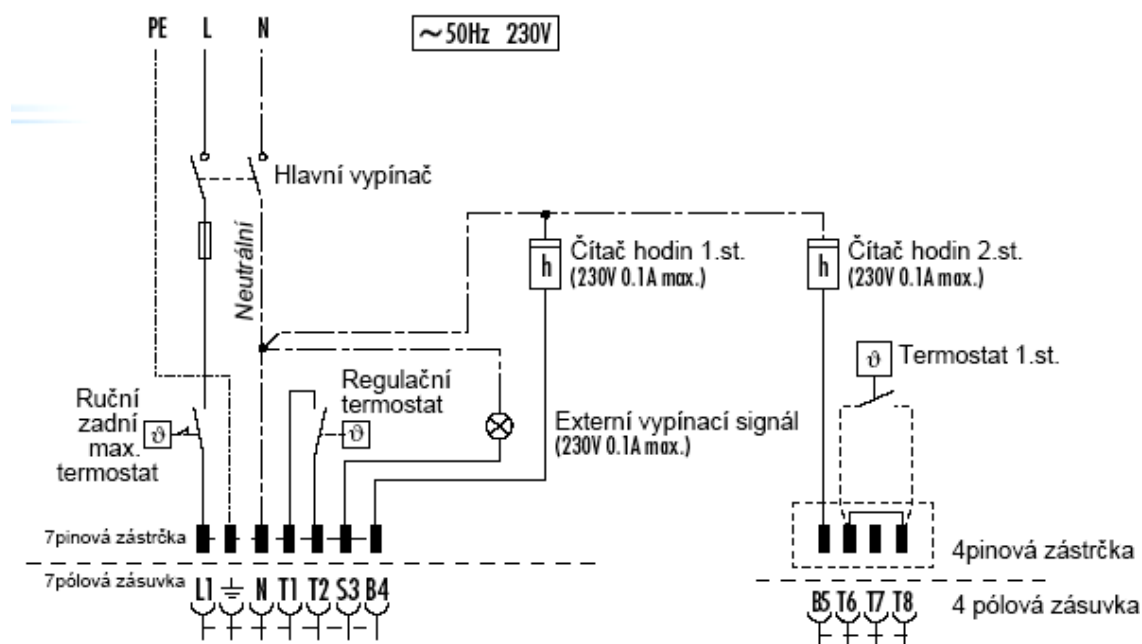 PE L N
~50Hz 230V
Hlavní vypínač
Neutrální
Čítač hodin 1.st.
(230V 0.1A max.)
h
Čítač hodin 2.st.
(230V 0.1A max.)
h
Termostat 1.st.
ϑ
Ruční
zadní
max.
termostat
ϑ
Regulační
termostat
ϑ
Externí vypínací signál
(230V 0.1A max.)
7pinová zástrčka
7pólová zásuvka
L1 N T1 T2 S3 B4
4pinová zástrčka
4 pólová zásuvka
B5 T6 T7 T8